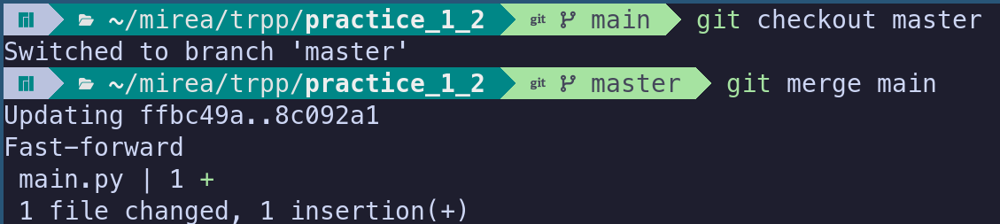 ~/mirea/trpp/practice_1_2 git main git checkout master
Switched to branch 'master'
~/mirea/trpp/practice_1_2 git master git merge main
Updating ffbc49a..8c092a1
Fast-forward
main.py | 1 +
1 file changed, 1 insertion(+)